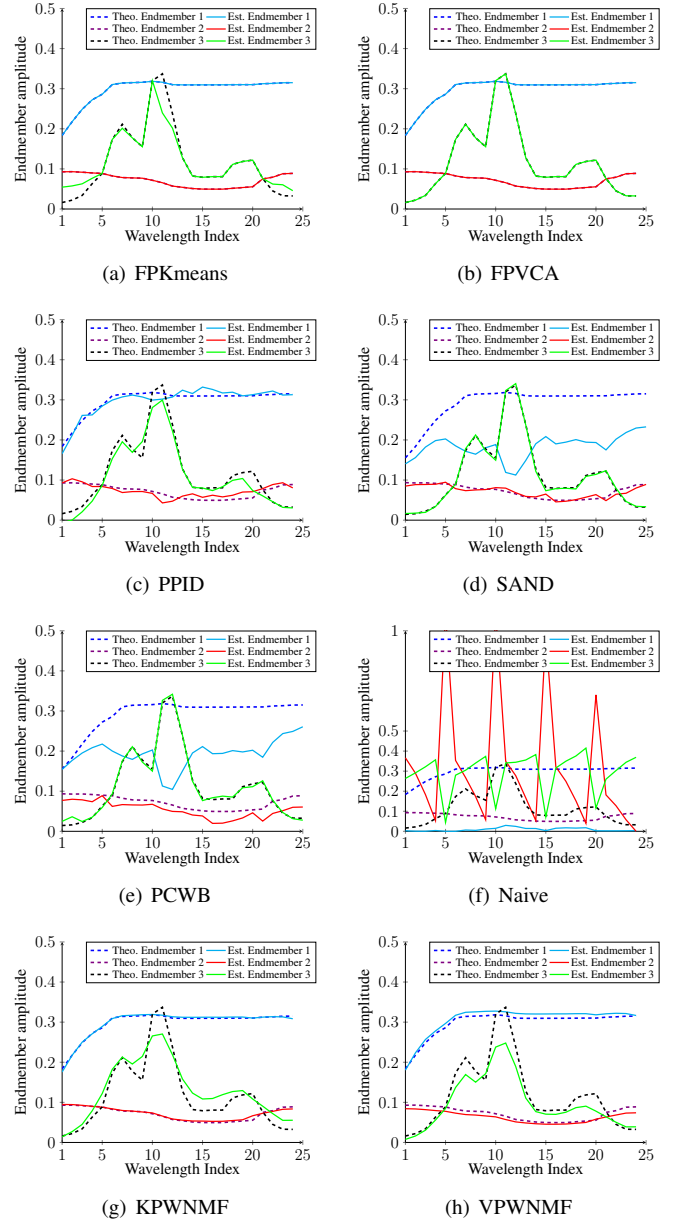 0.5
0.4
0.3
0.2
0.1
0
Endmember amplitude
Theo. Endmember 1 Est. Endmember 1
Theo. Endmember 2 Est. Endmember 2
Theo. Endmember 3 Est. Endmember 3
1 5 10 15 20 25
Wavelength Index
(a) FPKmeans
0.5
0.4
0.3
0.2
0.1
0
Endmember amplitude
Theo. Endmember 1 Est. Endmember 1
Theo. Endmember 2 Est. Endmember 2
Theo. Endmember 3 Est. Endmember 3
1 5 10 15 20 25
Wavelength Index
(b) FPVCA
0.5
0.4
0.3
0.2
0.1
0
Endmember amplitude
Theo. Endmember 1 Est. Endmember 1
Theo. Endmember 2 Est. Endmember 2
Theo. Endmember 3 Est. Endmember 3
1 5 10 15 20 25
Wavelength Index
(c) PPID
0.5
0.4
0.3
0.2
0.1
0
Endmember amplitude
Theo. Endmember 1 Est. Endmember 1
Theo. Endmember 2 Est. Endmember 2
Theo. Endmember 3 Est. Endmember 3
1 5 10 15 20 25
Wavelength Index
(d) SAND
0.5
0.4
0.3
0.2
0.1
0
Endmember amplitude
Theo. Endmember 1 Est. Endmember 1
Theo. Endmember 2 Est. Endmember 2
Theo. Endmember 3 Est. Endmember 3
1 5 10 15 20 25
Wavelength Index
(e) PCWB
1
0.5
0.4
0.3
0.2
0.1
0
Endmember amplitude
Theo. Endmember 1 Est. Endmember 1
Theo. Endmember 2 Est. Endmember 2
Theo. Endmember 3 Est. Endmember 3
1 5 10 15 20 25
Wavelength Index
(f) Naive
0.5
0.4
0.3
0.2
0.1
0
Endmember amplitude
Theo. Endmember 1 Est. Endmember 1
Theo. Endmember 2 Est. Endmember 2
Theo. Endmember 3 Est. Endmember 3
1 5 10 15 20 25
Wavelength Index
(g) KPWNMF
0.5
0.4
0.3
0.2
0.1
0
Endmember amplitude
Theo. Endmember 1 Est. Endmember 1
Theo. Endmember 2 Est. Endmember 2
Theo. Endmember 3 Est. Endmember 3
1 5 10 15 20 25
Wavelength Index
(h) VPWNMF